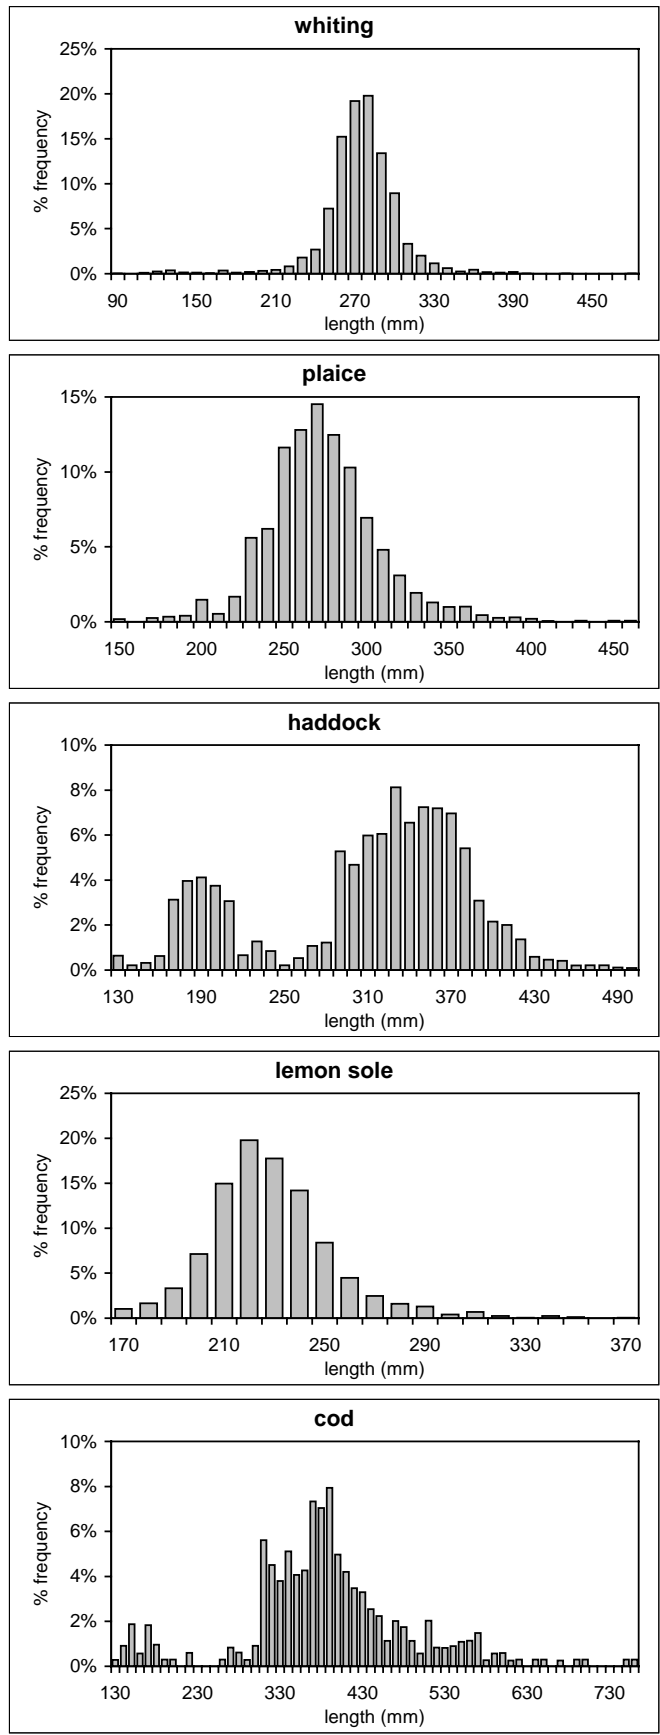 whiting
25%
20%
15%
10%
5%
0%
% frequency
90 150 210 270 330 390 450
length (mm)
plaice
15%
10%
5%
0%
% frequency
150 200 250 300 350 400 450
length (mm)
haddock
10%
8%
6%
4%
2%
0%
% frequency
130 190 250 310 370 430 490
length (mm)
lemon sole
25%
20%
15%
10%
5%
0%
% frequency
170 210 250 290 330 370
length (mm)
cod
10%
8%
6%
4%
2%
0%
% frequency
130 230 330 430 530 630 730
length (mm)